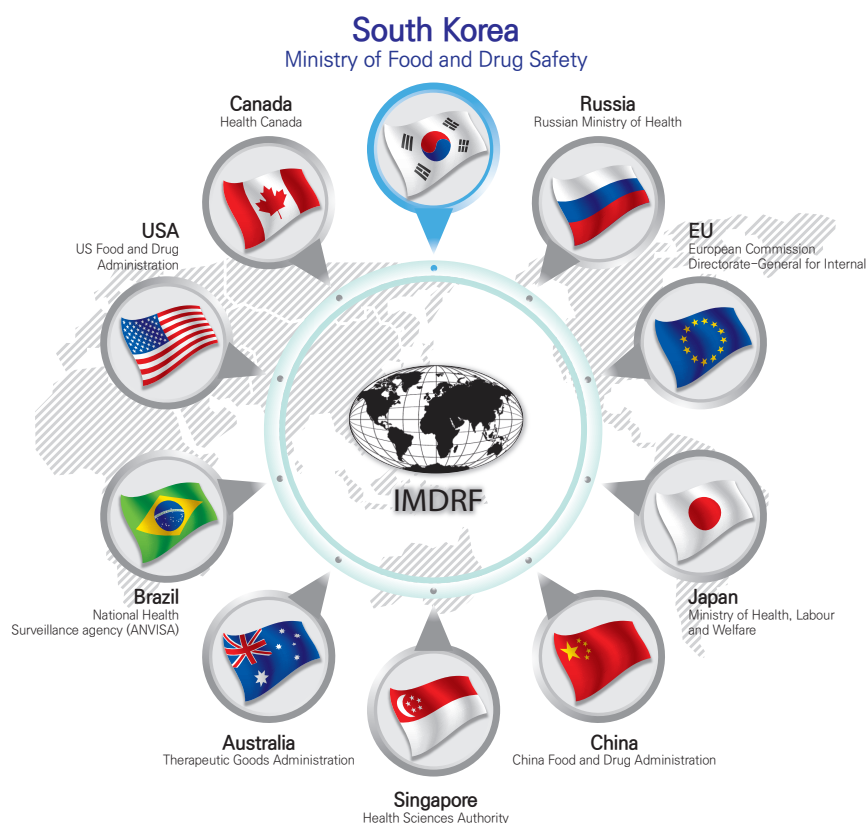 South Korea
Ministry of Food and Drug Safety
Canada
Health Canada
Russia
Russian Ministry of Health
USA
US Food and Drug
Administration
EU
European Commission
Directorate-General for Internal
IMDRF
Brazil
National Health
Surveillance agency (ANVISA)
Japan
Ministry of Health, Labour
and Welfare
Australia
Therapeutic Goods Administration
China
China Food and Drug Administration
Singapore
Health Sciences Authority